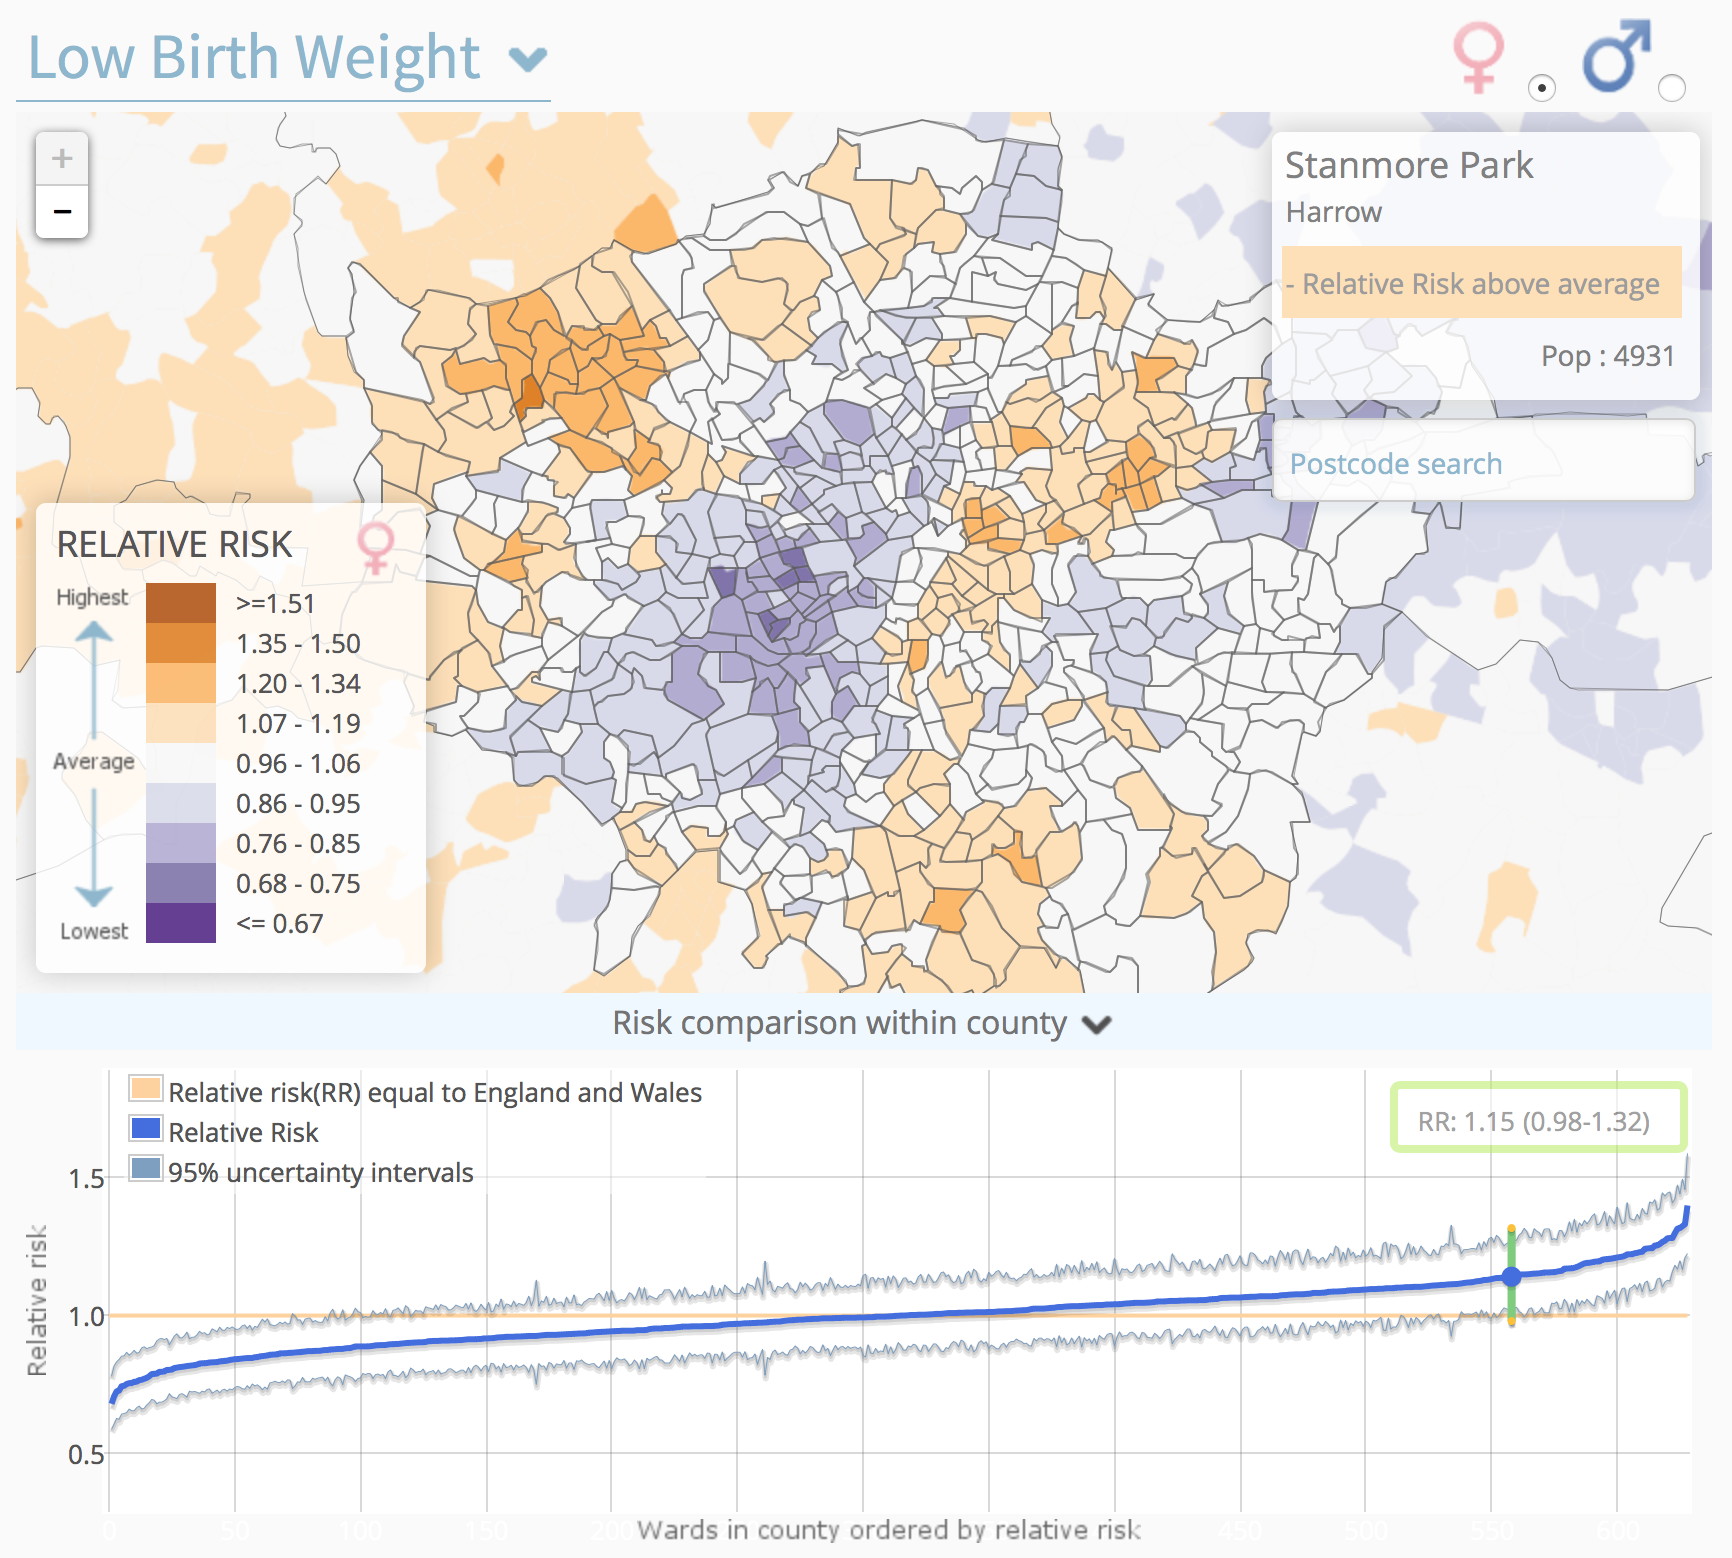 Low Birth Weight
+
−
Stanmore Park
Harrow
- Relative Risk above average
Pop : 4931
Postcode search
RELATIVE RISK
Highest
Average
Lowest
>=1.51
1.35 - 1.50
1.20 - 1.34
1.07 - 1.19
0.96 - 1.06
0.86 - 0.95
0.76 - 0.85
0.68 - 0.75
<= 0.67
Risk comparison within county
Relative risk(RR) equal to England and Wales
Relative Risk
95% uncertainty intervals
RR: 1.15 (0.98-1.32)
Relative risk
1.5
1.0
0.5
0 50 100 150 200 450 500 550 600
Wards in county ordered by relative risk